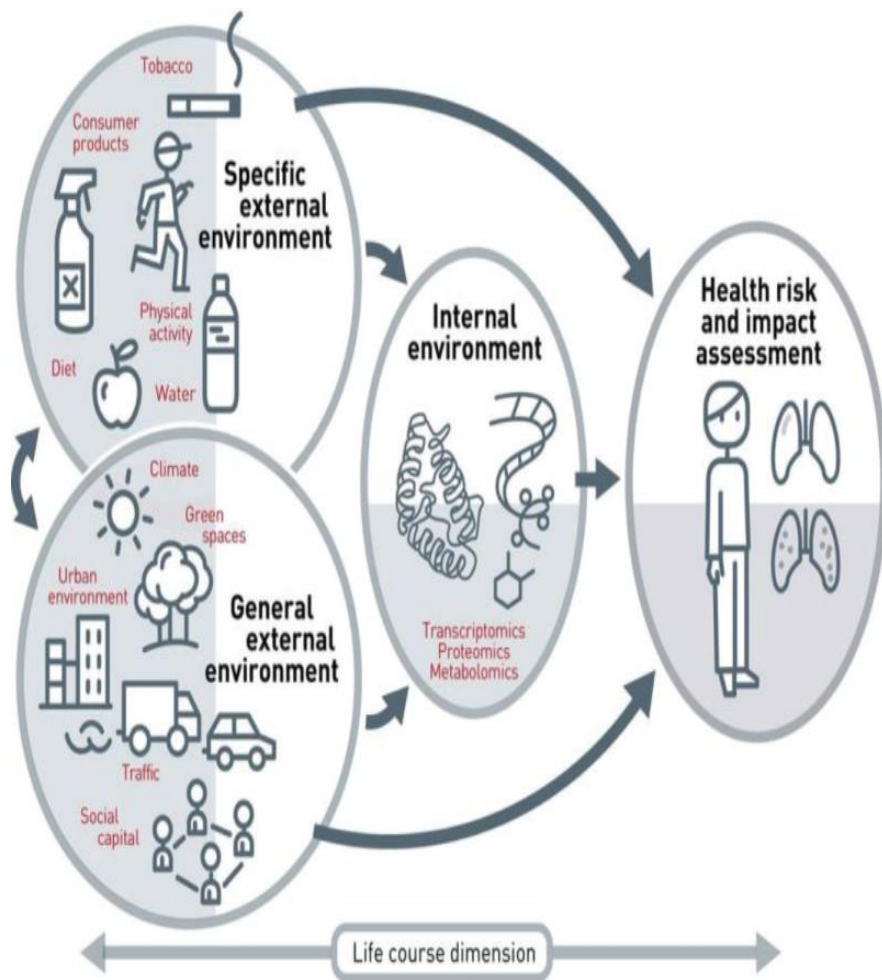 Tobacco
Consumer
products
Specific
external
environment
Physical
activity
Diet
Water
Climate
Green
spaces
Urban
environment
General
external
environment
Traffic
Social
capital
Internal
environment
Transcriptomics
Proteomics
Metabolomics
Health risk
and impact
assessment
Life course dimension